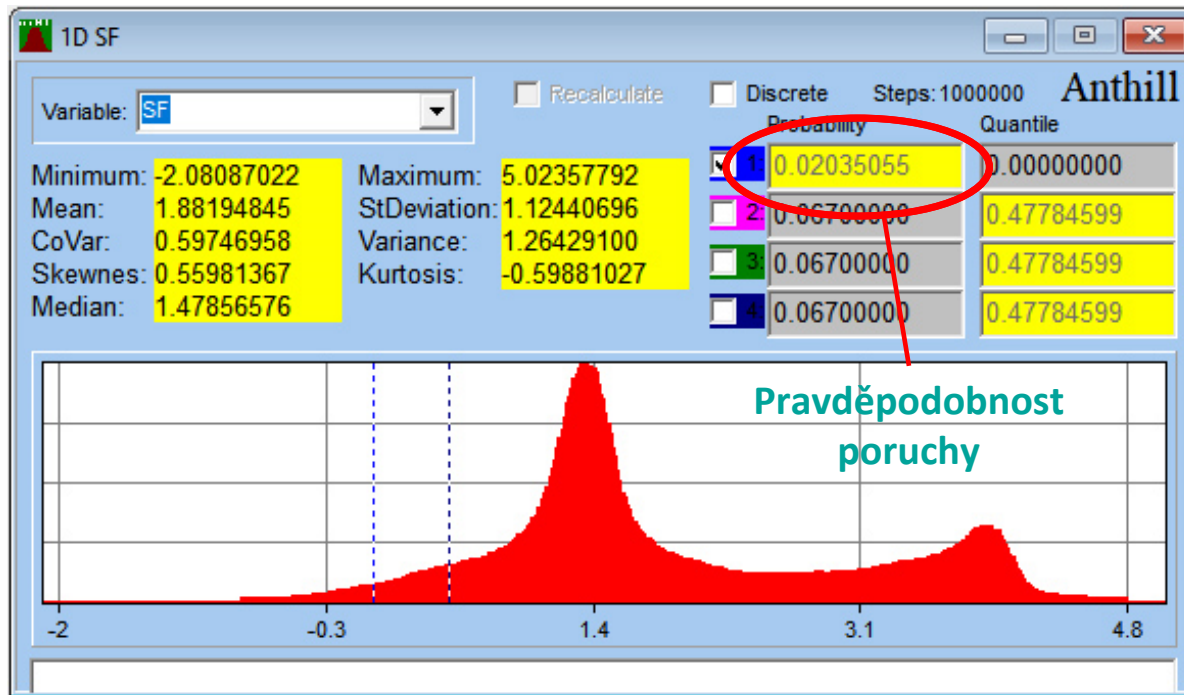 1D SF
Variable: SF
Recalculate
Discrete Steps: 1000000 Anthill
Probability Quantile
1: 0.02035055 0.00000000
2: 0.06700000 0.47784599
3: 0.06700000 0.47784599
4: 0.06700000 0.47784599
Minimum: -2.08087022 Maximum: 5.02357792
Mean: 1.88194845 StDeviation: 1.12440696
CoVar: 0.59746958 Variance: 1.26429100
Skewnes: 0.55981367 Kurtosis: -0.59881027
Median: 1.47856576
Pravděpodobnost
poruchy
-2 -0.3 1.4 3.1 4.8